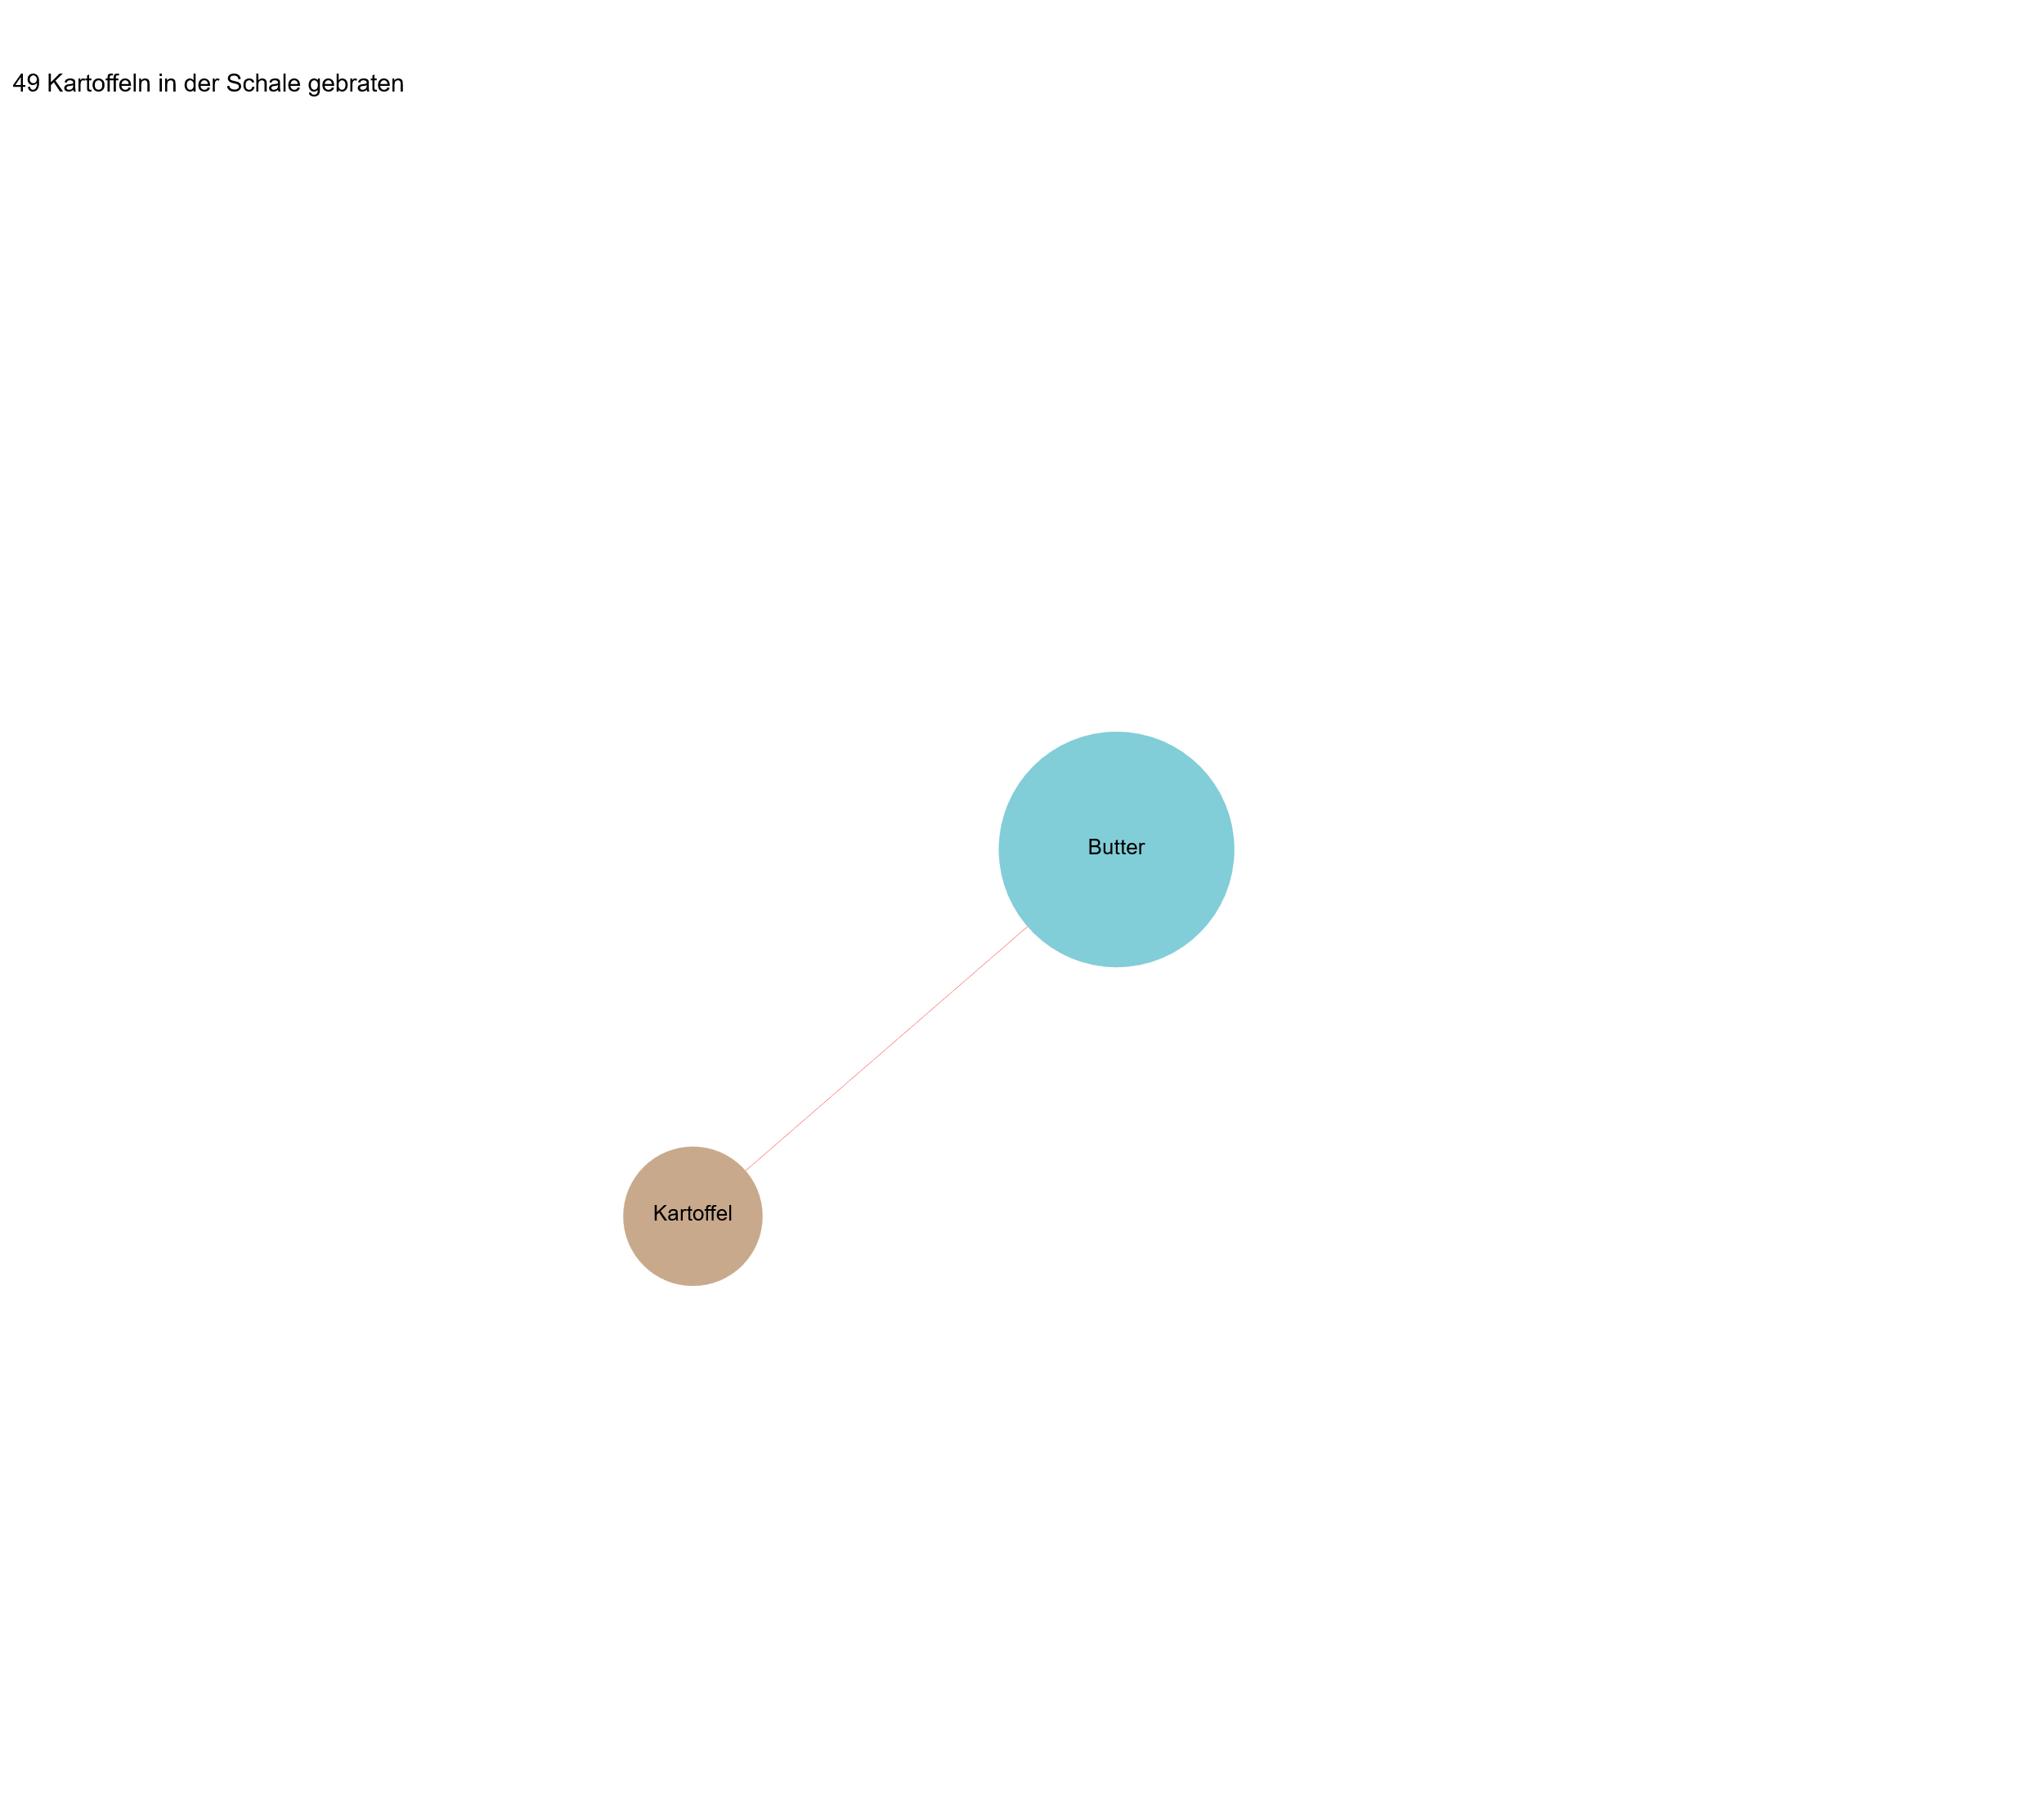 49 Kartoffeln in der Schale gebraten
Butter
Kartoffel